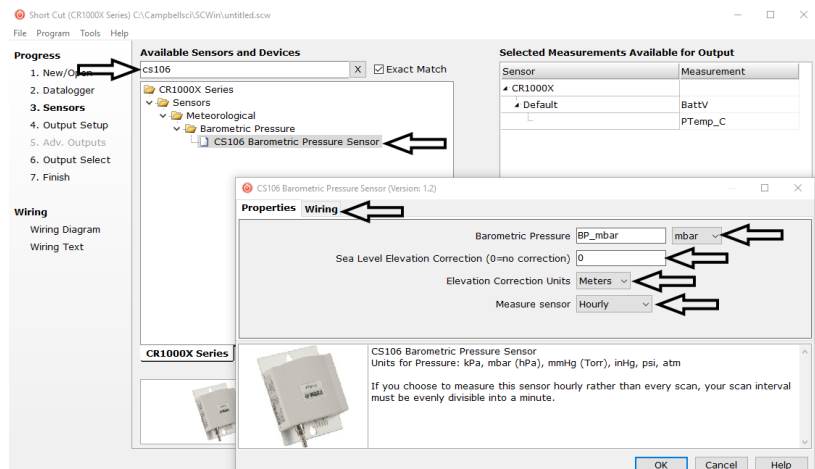 Short Cut (CR1000X Series) C:\Campbellsci\SCWin\untitled.scw
File Program Tools Help
Progress
1. New/Open
2. Datalogger
3. Sensors
4. Output Setup
5. Adv. Outputs
6. Output Select
7. Finish
Wiring
Wiring Diagram
Wiring Text
Available Sensors and Devices
cs106 X Exact Match
CR1000X Series
Sensors
Meteorological
Barometric Pressure
CS106 Barometric Pressure Sensor
CR1000X Series
Selected Measurements Available for Output
Sensor Measurement
CR1000X
Default BattV
PTemp_C
CS106 Barometric Pressure Sensor (Version: 1.2)
Properties Wiring
Barometric Pressure BP_mbar mbar
Sea Level Elevation Correction (0=no correction) 0
Elevation Correction Units Meters
Measure sensor Hourly
CS106 Barometric Pressure Sensor
Units for Pressure: kPa, mbar (hPa), mmHg (Torr), inHg, psi, atm
If you choose to measure this sensor hourly rather than every scan, your scan interval
must be evenly divisible into a minute.
OK Cancel Help